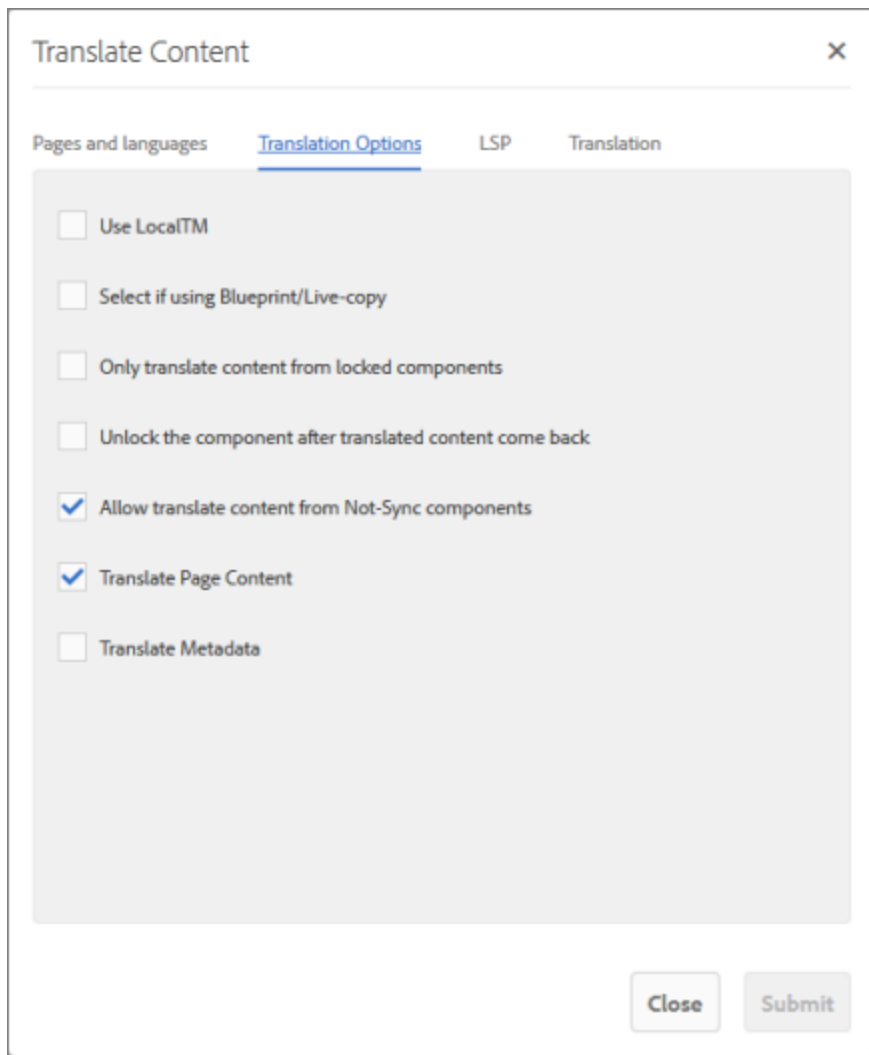 Translate Content
Pages and languages Translation Options LSP Translation
Use LocalTM
Select if using Blueprint/Live-copy
Only translate content from locked components
Unlock the component after translated content come back
Allow translate content from Not-Sync components
Translate Page Content
Translate Metadata
Close Submit